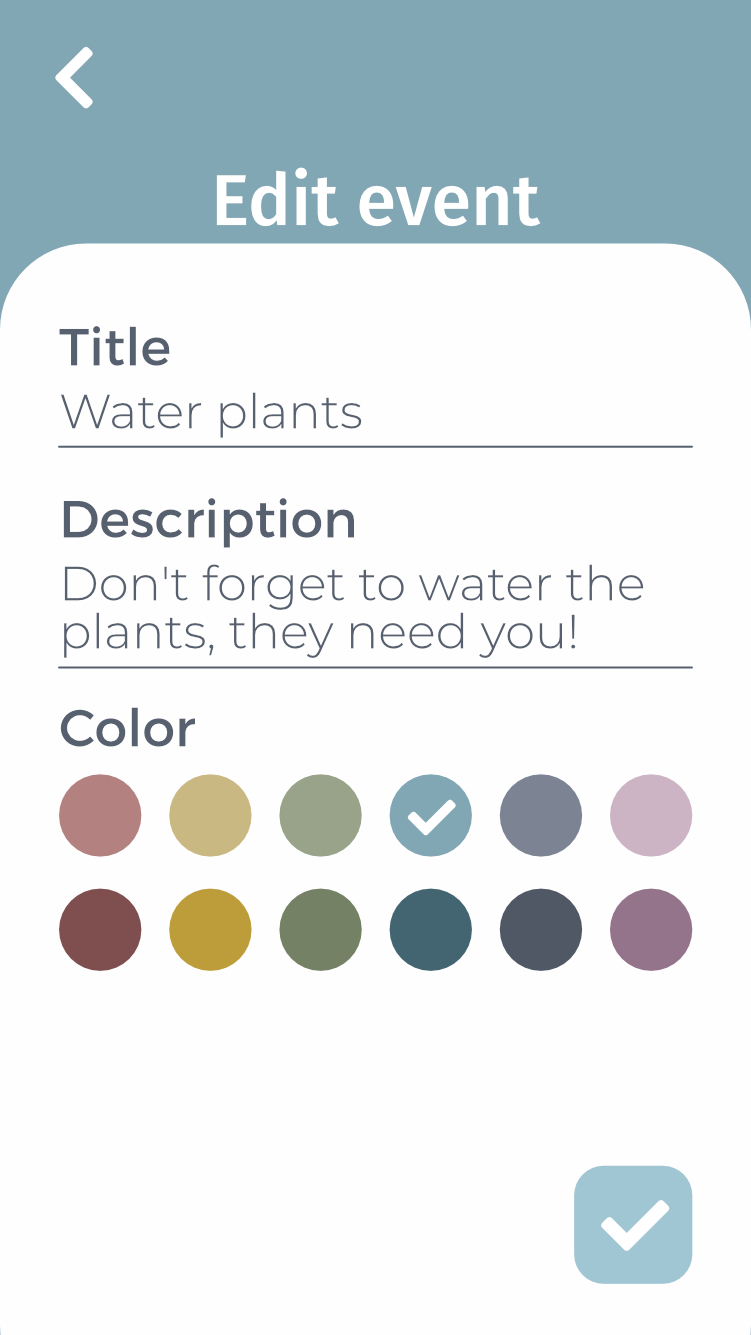 Edit event
Title
Water plants
Description
Don't forget to water the
plants, they need you!
Color